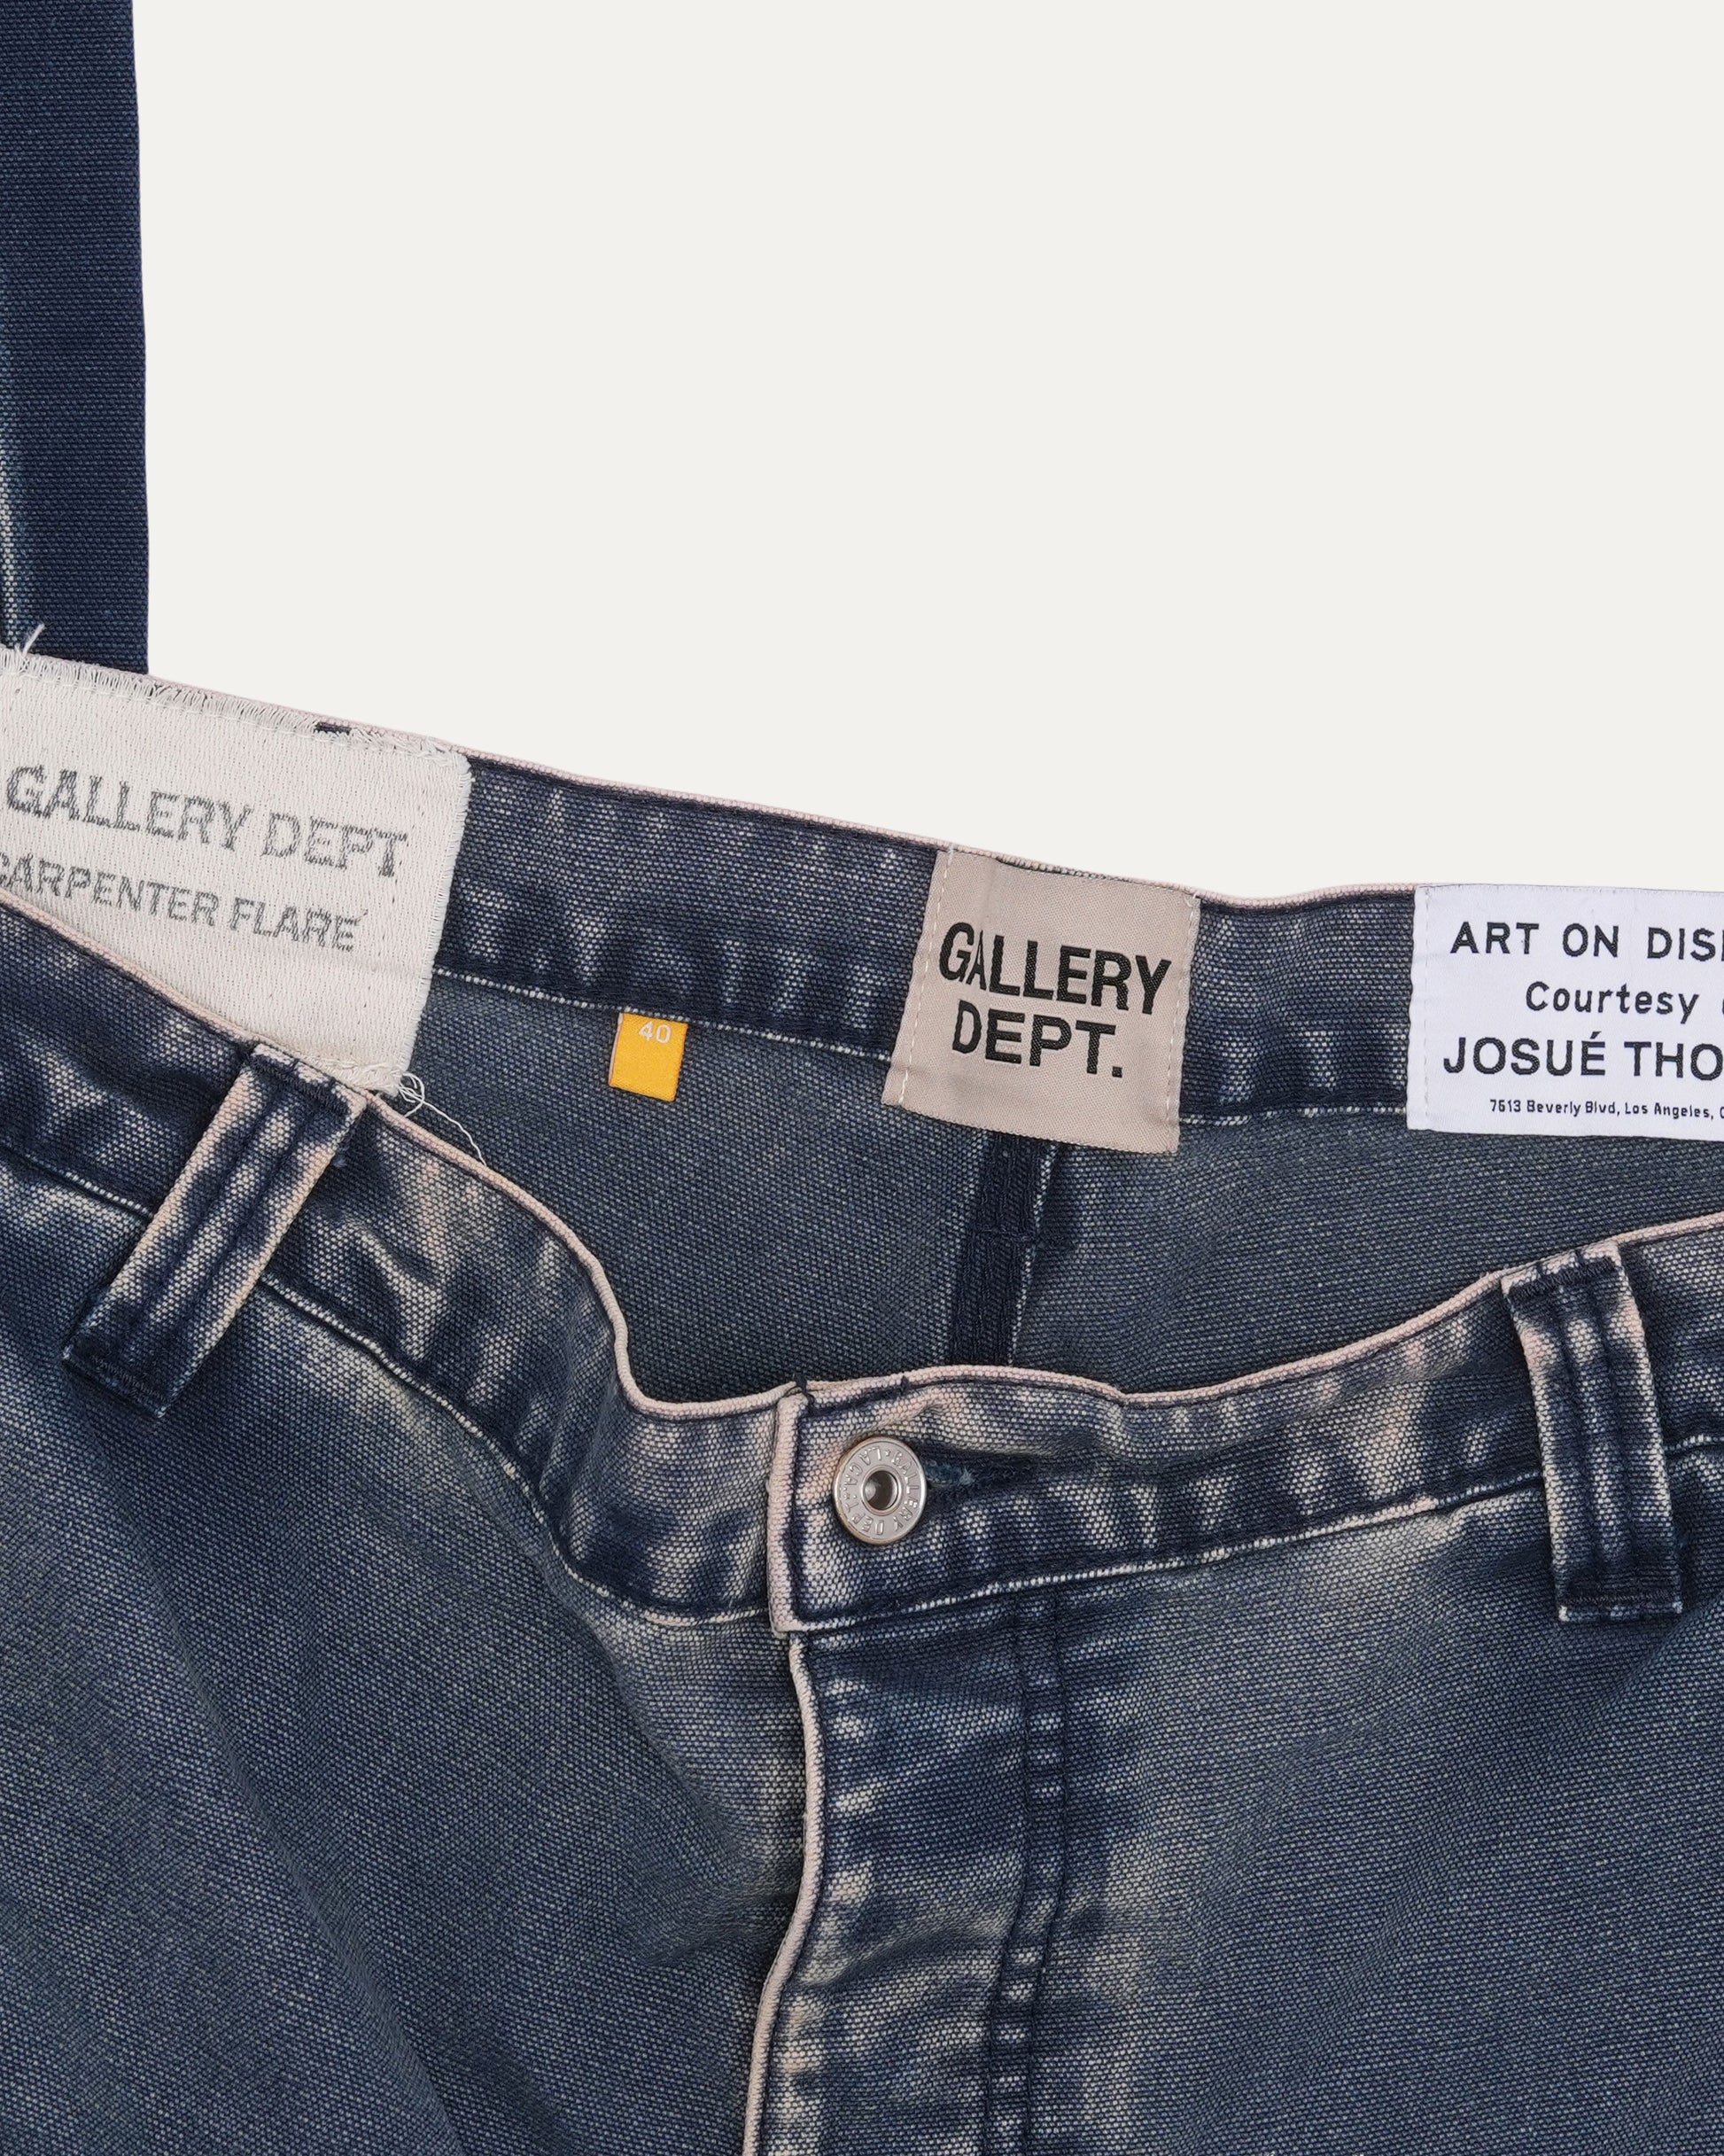 GALLERY DEPT
CARPENTER FLARE
40
GALLERY
DEPT.
ART ON DIS
Courtesy
JOSUÉ THO
7613 Beverly Blvd, Los Angeles, C